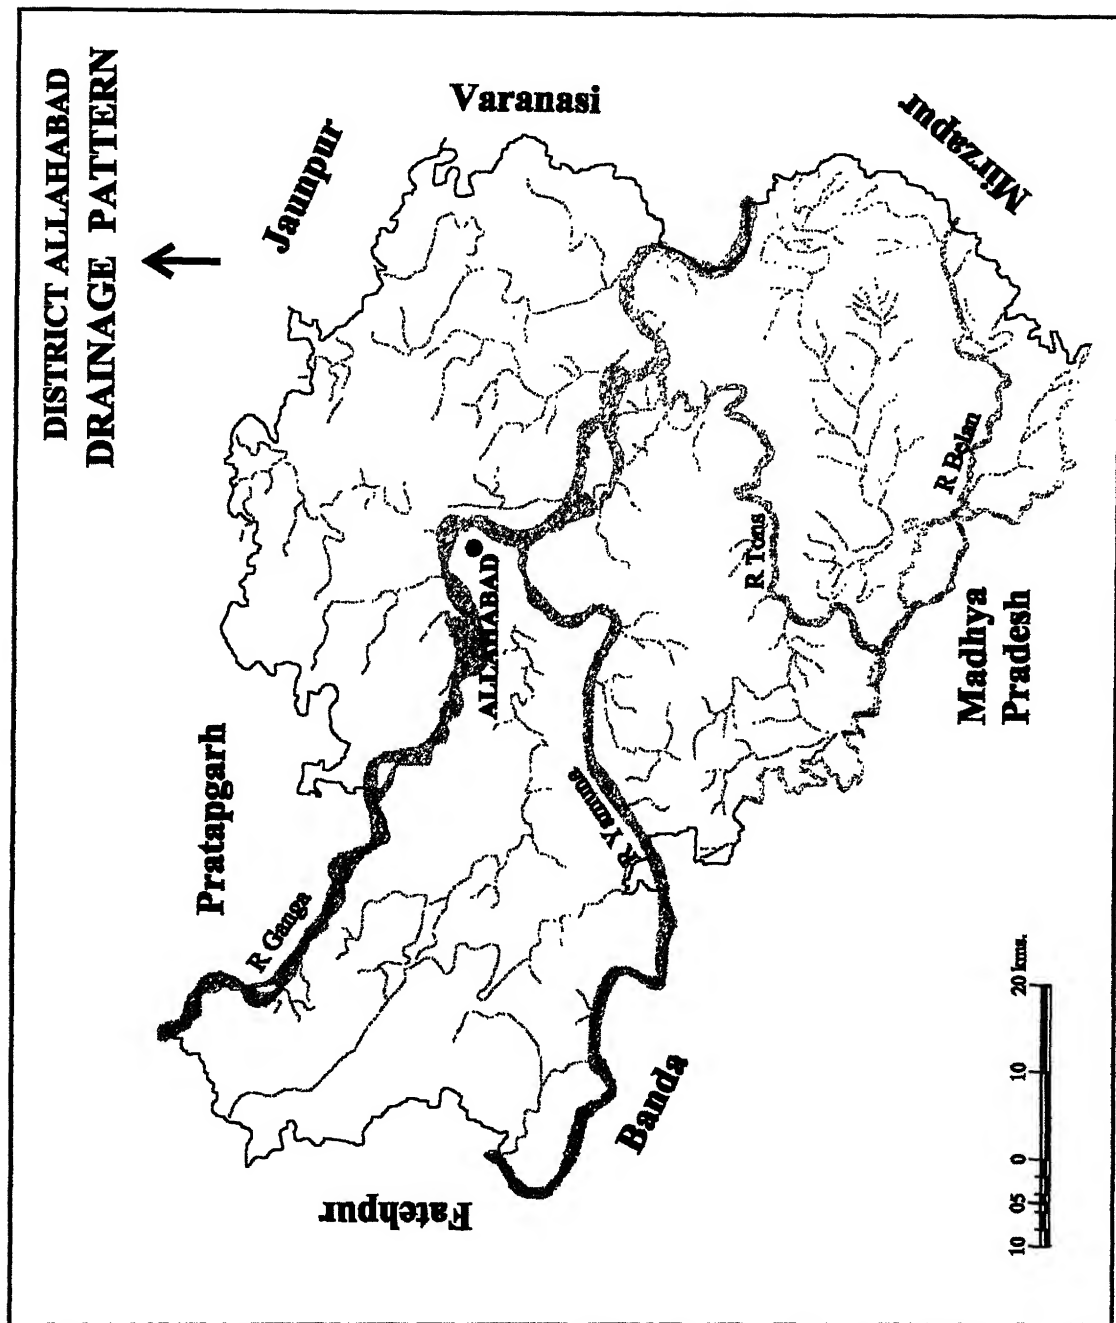 DISTRICT ALLAHABAD
DRAINAGE PATTERN
Jaunpur
Varanasi
Mirzapur
Pratapgarh
R Ganga
ALLAHABAD
R Yamuna
R Tons
R Belan
Madhya
Pradesh
Banda
Fatehpur
10 05 0 10 20 kms.